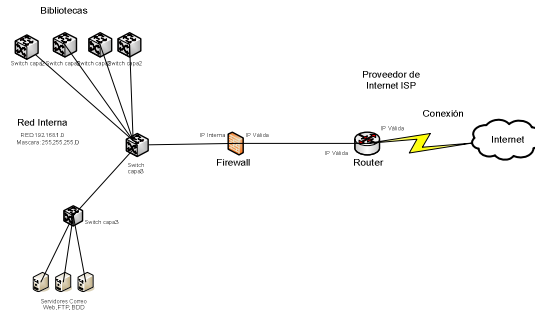 Bibliotecas
Switch capa2
Switch capa2
Switch capa2
Switch capa2
Proveedor de
Internet ISP
Conexión
Red Interna
RED:192.168.1.0
Mascara: 255.255.255.0
IP Interna
IP Válida
IP Válida
IP Válida
Internet
Firewall
Router
Switch
capa3
Switch capa3
Servidores Correo
Web, FTP, BDD